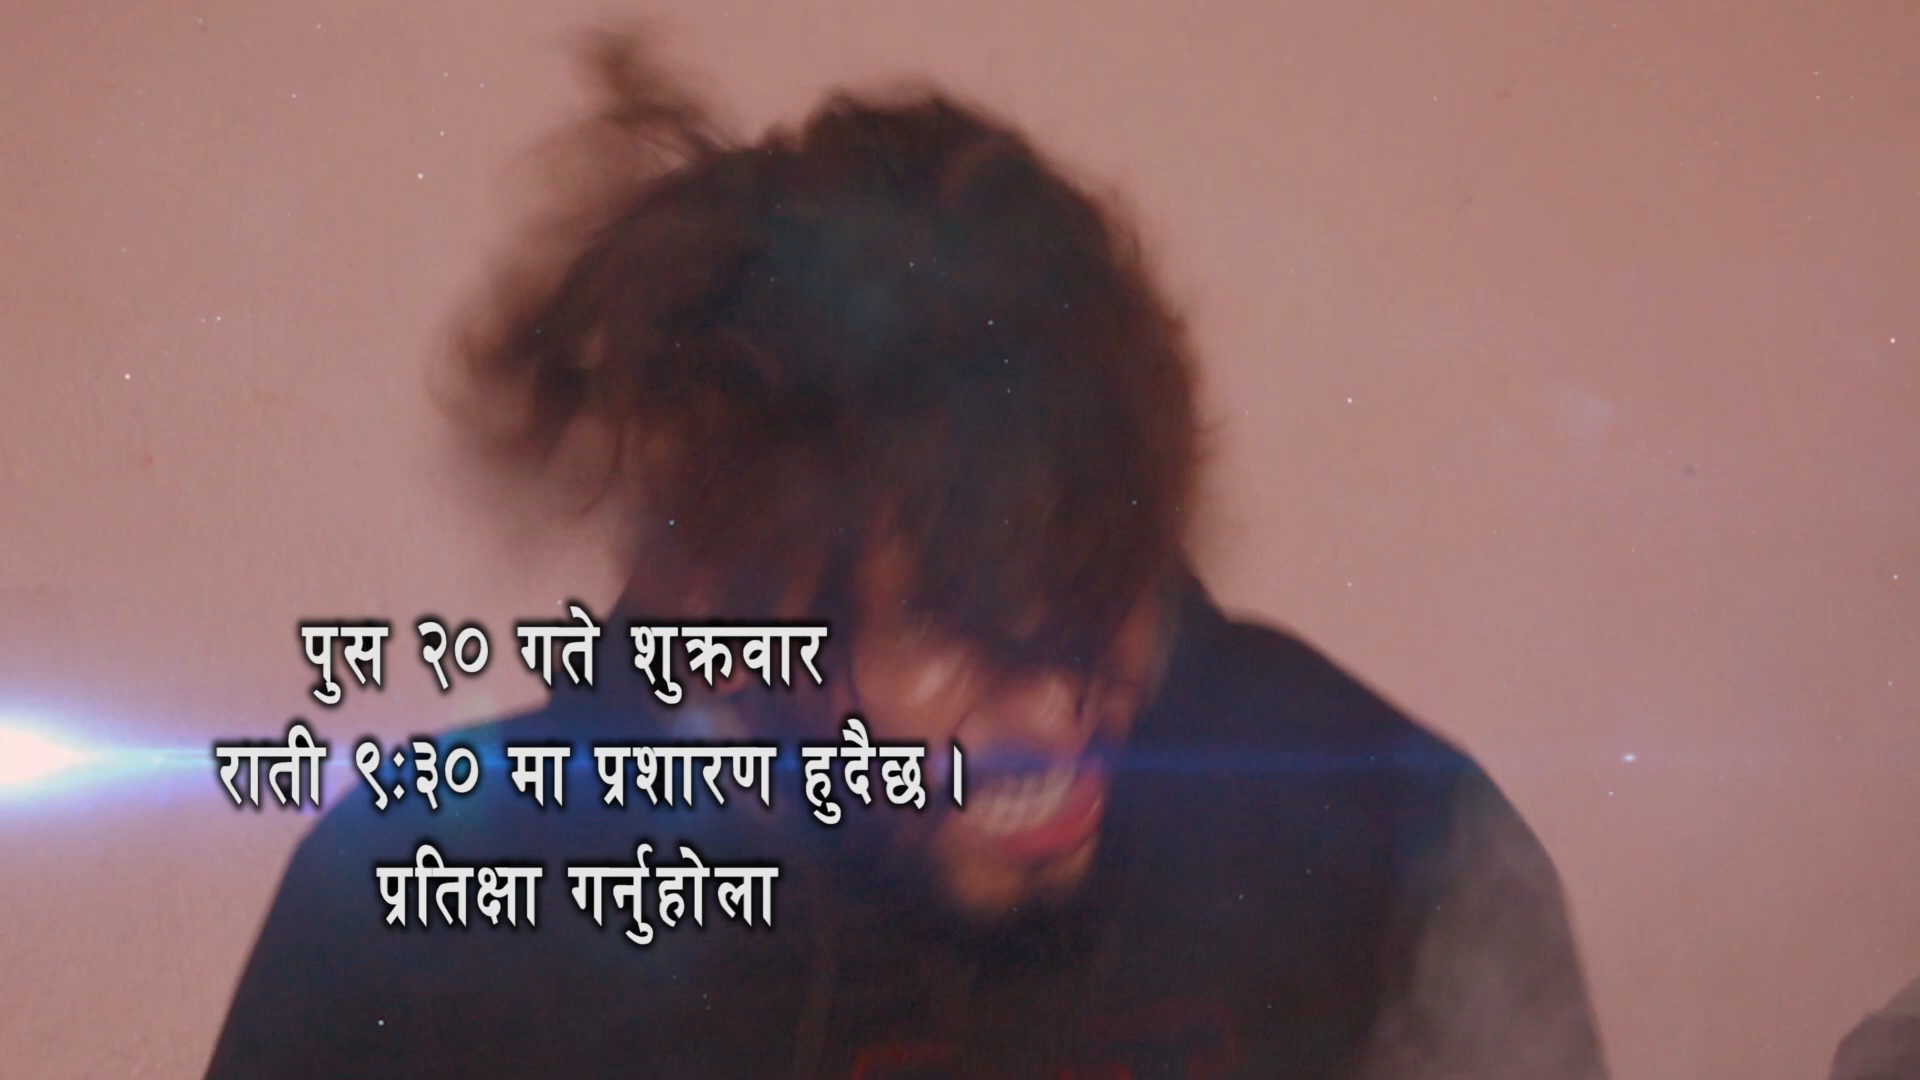 पुस २० गते शुक्रवार
राती ९:३० मा प्रशारण हुदैछ।
प्रतिक्षा गर्नुहोला